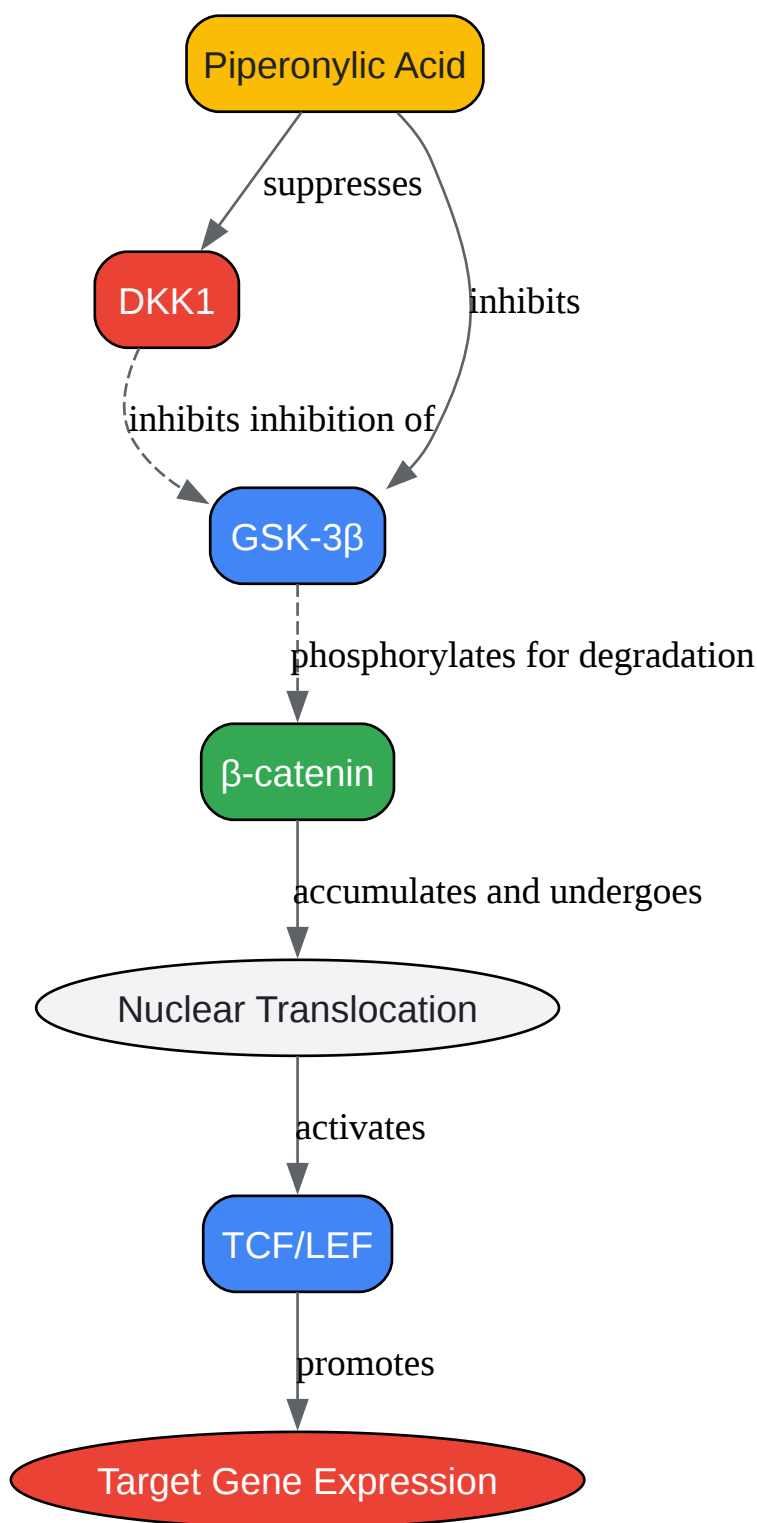 Piperonylic Acid
suppresses
DKK1
inhibits
inhibits inhibition of
GSK-3β
phosphorylates for degradation
β-catenin
accumulates and undergoes
Nuclear Translocation
activates
TCF/LEF
promotes
Target Gene Expression